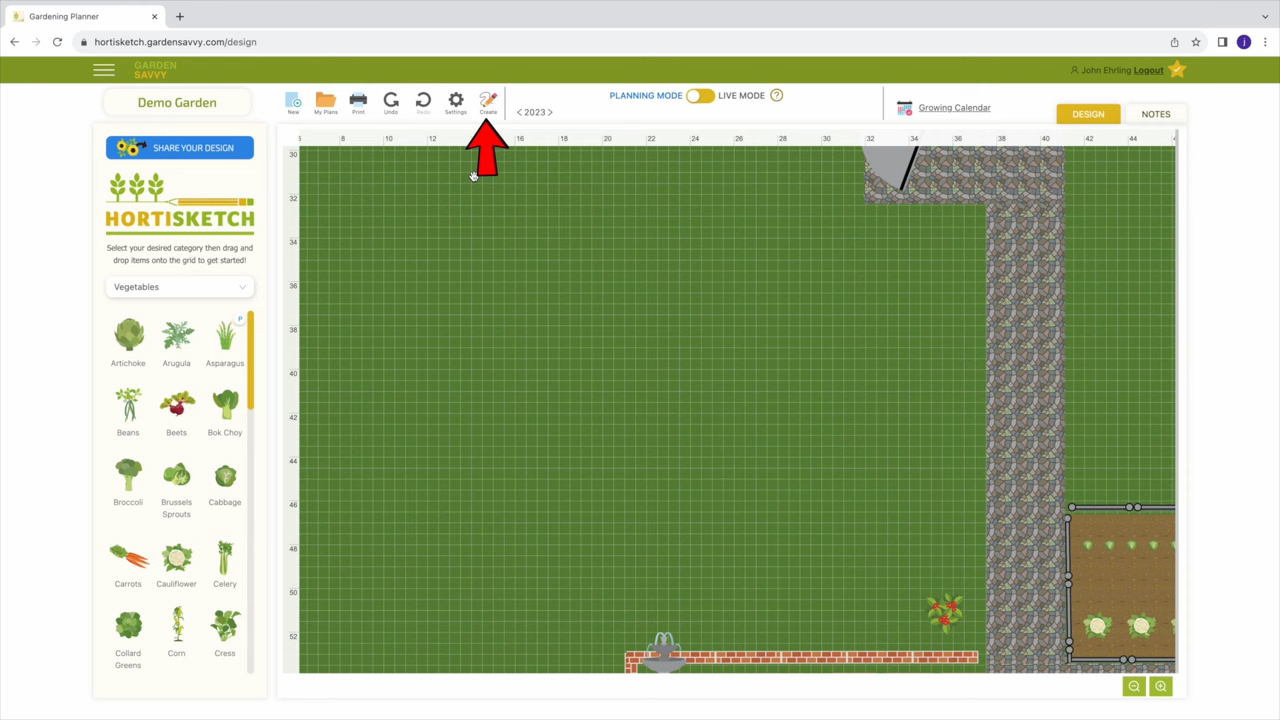 Gardening Planner
hortisketch.gardensavvy.com/design
j
GARDEN
SAVVY
John Ehrling Logout
Demo Garden
New
My Plans
Print
Undo
Redo
Settings
Create
< 2023 >
PLANNING MODE
LIVE MODE
?
Growing Calendar
DESIGN
NOTES
SHARE YOUR DESIGN
HORTISKETCH
Select your desired category then drag and
drop items onto the grid to get started!
Vegetables
P
Artichoke Arugula Asparagus
Beans Beets Bok Choy
Broccoli Brussels Sprouts Cabbage
Carrots Cauliflower Celery
Collard Greens Corn Cress
8 10 12 16 18 20 22 24 26 28 30 32 34 36 38 40 42 44
30
32
34
36
38
40
42
44
46
48
50
52